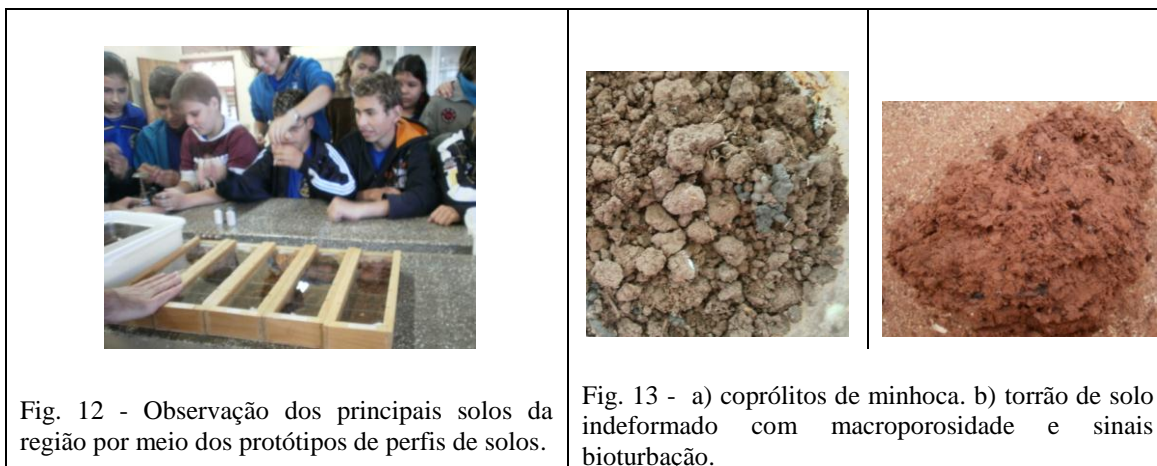 Fig. 12 - Observação dos principais solos da
região por meio dos protótipos de perfis de solos.
Fig. 13 - a) coprólitos de minhoca. b) torrão de solo
indeformado com macroporosidade e sinais
bioturbação.